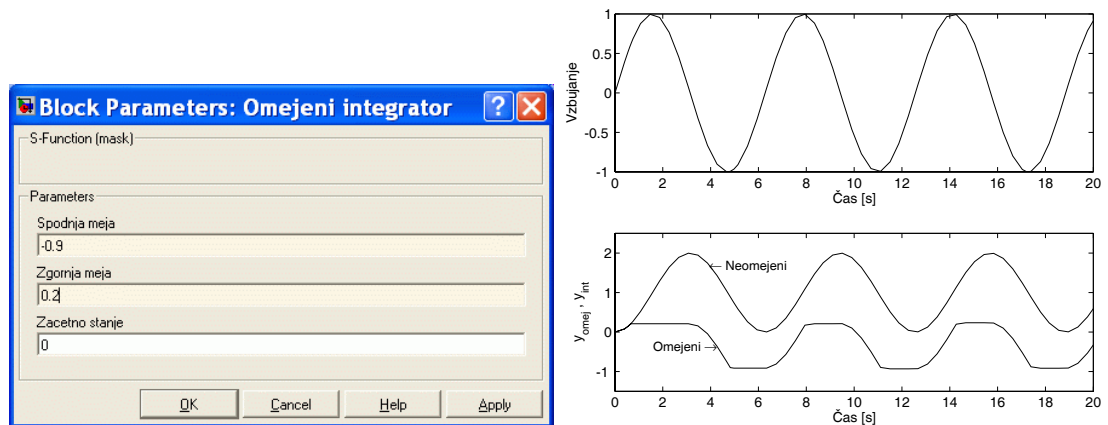 Block Parameters: Omejeni integrator
S-Function (mask)
Parameters
Spodnja meja
-0.9
Zgornja meja
0.2
Zacetno stanje
0
OK
Cancel
Help
Apply
Vzbujanje
1
0.5
0
-0.5
-1
0 2 4 6 8 10 12 14 16 18 20
Čas [s]
y_omej , y_int
2
1
0
-1
← Neomejeni
Omejeni →
0 2 4 6 8 10 12 14 16 18 20
Čas [s]